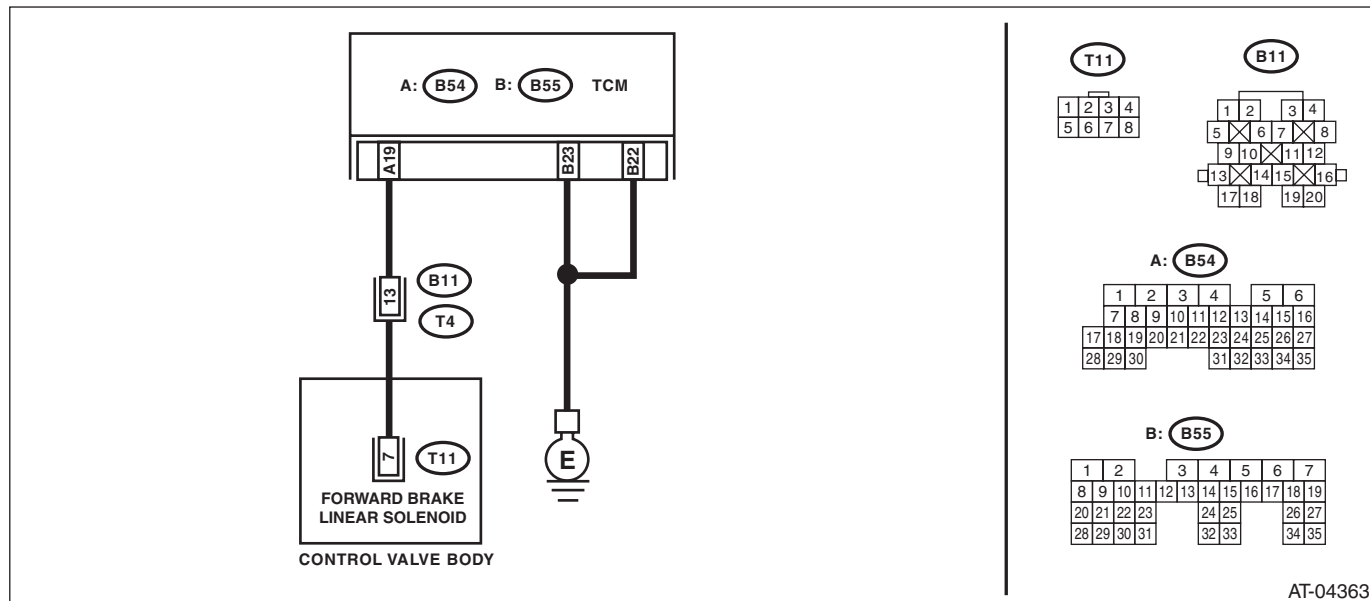 A: B54 B: B55 TCM
A19 B23 B22
13
B11
T4
7
T11
FORWARD BRAKE
LINEAR SOLENOID
CONTROL VALVE BODY
E
T11
1 2 3 4
5 6 7 8
B11
1 2 3 4
5 6 7 8
9 10 11 12
13 14 15 16
17 18 19 20
A: B54
1 2 3 4 5 6
7 8 9 10 11 12 13 14 15 16
17 18 19 20 21 22 23 24 25 26 27
28 29 30 31 32 33 34 35
B: B55
1 2 3 4 5 6 7
8 9 10 11 12 13 14 15 16 17 18 19
20 21 22 23 24 25 26 27
28 29 30 31 32 33 34 35
AT-04363